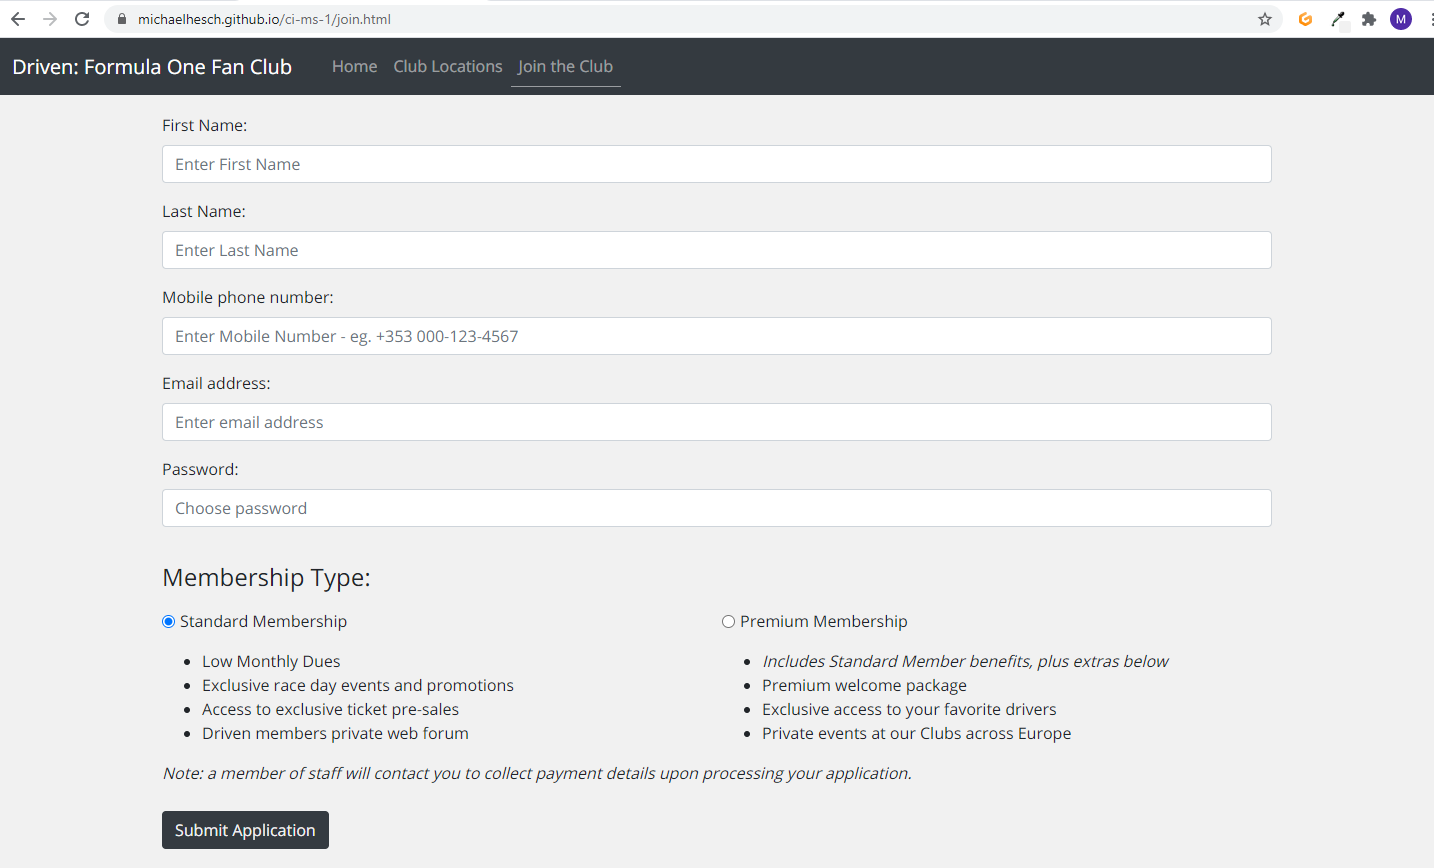 michaelhesch.github.io/ci-ms-1/join.html
M
Driven: Formula One Fan Club Home Club Locations Join the Club
First Name:
Enter First Name
Last Name:
Enter Last Name
Mobile phone number:
Enter Mobile Number - eg. +353 000-123-4567
Email address:
Enter email address
Password:
Choose password
Membership Type:
Standard Membership
Low Monthly Dues
Exclusive race day events and promotions
Access to exclusive ticket pre-sales
Driven members private web forum
Premium Membership
Includes Standard Member benefits, plus extras below
Premium welcome package
Exclusive access to your favorite drivers
Private events at our Clubs across Europe
Note: a member of staff will contact you to collect payment details upon processing your application.
Submit Application